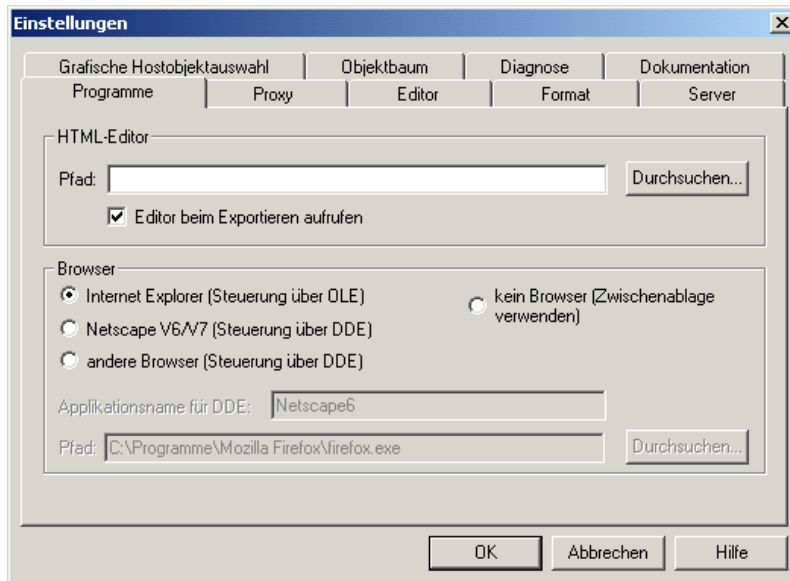 Einstellungen
Grafische Hostobjektauswahl Objektbaum Diagnose Dokumentation
Programme Proxy Editor Format Server
HTML-Editor
Pfad: Durchsuchen...
Editor beim Exportieren aufrufen
Browser
Internet Explorer (Steuerung über OLE)
kein Browser (Zwischenablage
verwenden)
Netscape V6/V7 (Steuerung über DDE)
andere Browser (Steuerung über DDE)
Applikationsname für DDE: Netscape6
Pfad: C:\Programme\Mozilla Firefox\firefox.exe Durchsuchen...
OK Abbrechen Hilfe